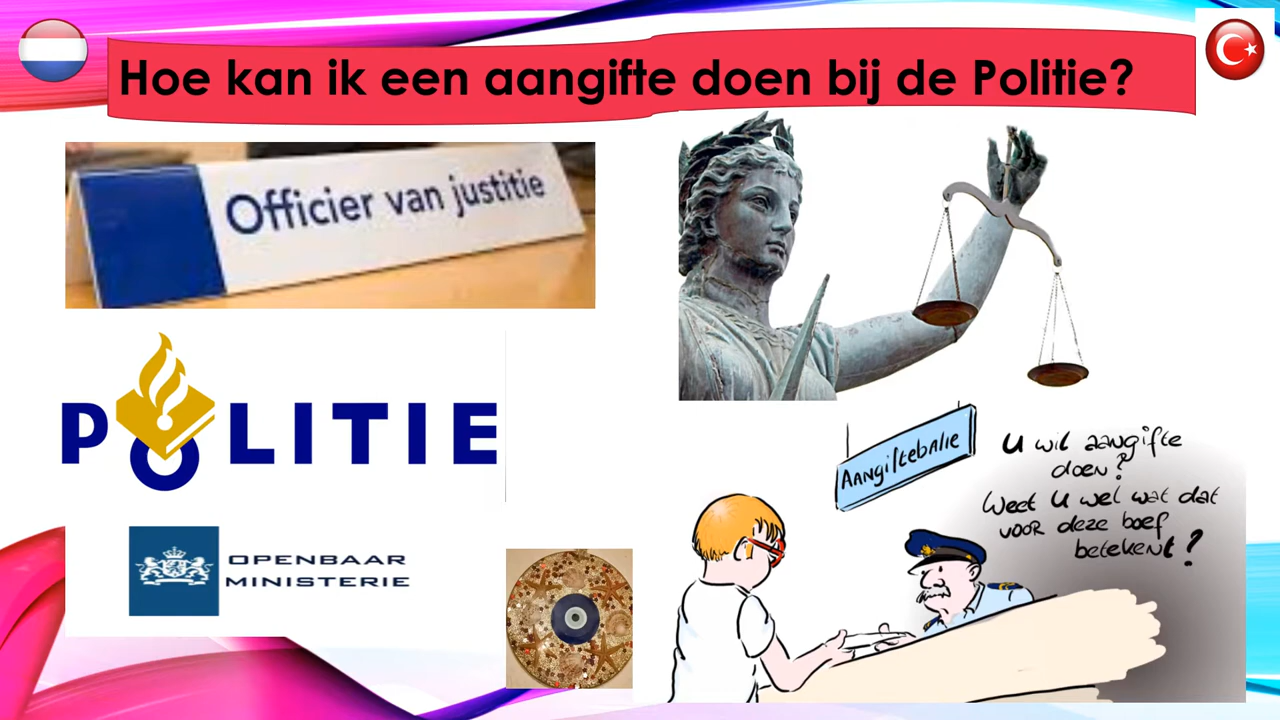 Hoe kan ik een aangifte doen bij de Politie?
Officier van justitie
POLITIE
OPENBAAR
MINISTERIE
AANgiftebalie
U wil aangifte
doen?
Weet U wel wat dat
voor deze boef
betekent?